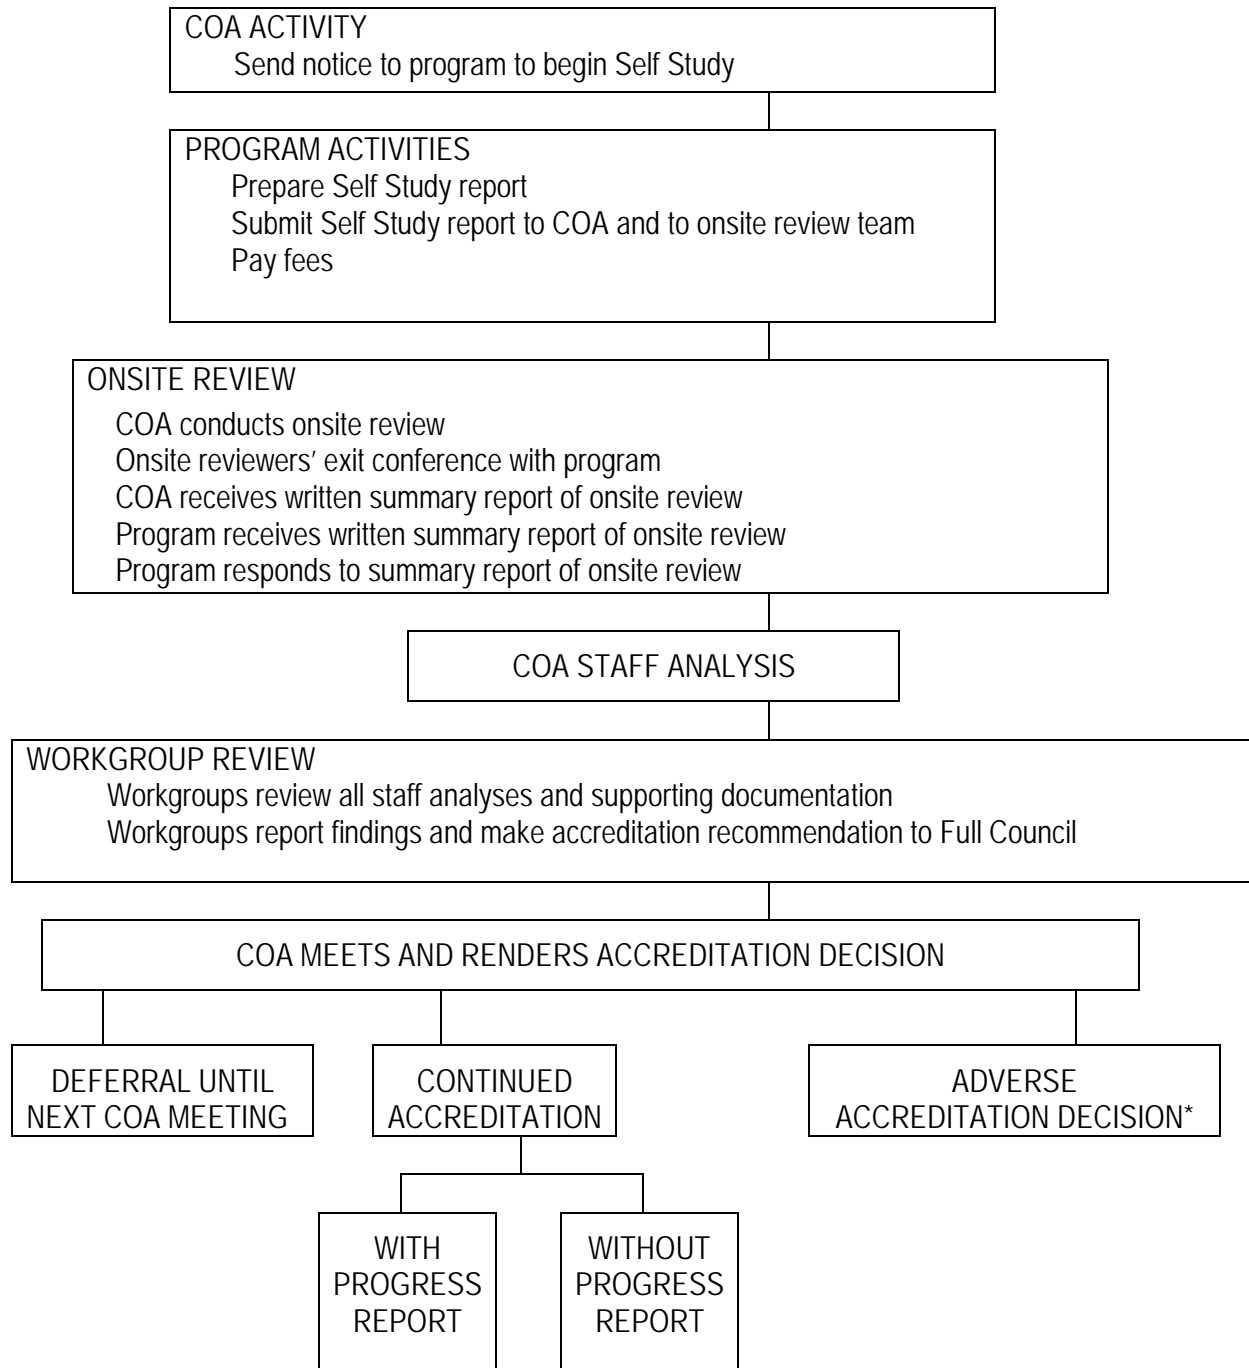 COA ACTIVITY
Send notice to program to begin Self Study
PROGRAM ACTIVITIES
Prepare Self Study report
Submit Self Study report to COA and to onsite review team
Pay fees
ONSITE REVIEW
COA conducts onsite review
Onsite reviewers’ exit conference with program
COA receives written summary report of onsite review
Program receives written summary report of onsite review
Program responds to summary report of onsite review
COA STAFF ANALYSIS
WORKGROUP REVIEW
Workgroups review all staff analyses and supporting documentation
Workgroups report findings and make accreditation recommendation to Full Council
COA MEETS AND RENDERS ACCREDITATION DECISION
DEFERRAL UNTIL
NEXT COA MEETING
CONTINUED
ACCREDITATION
ADVERSE
ACCREDITATION DECISION*
WITH
PROGRESS
REPORT
WITHOUT
PROGRESS
REPORT